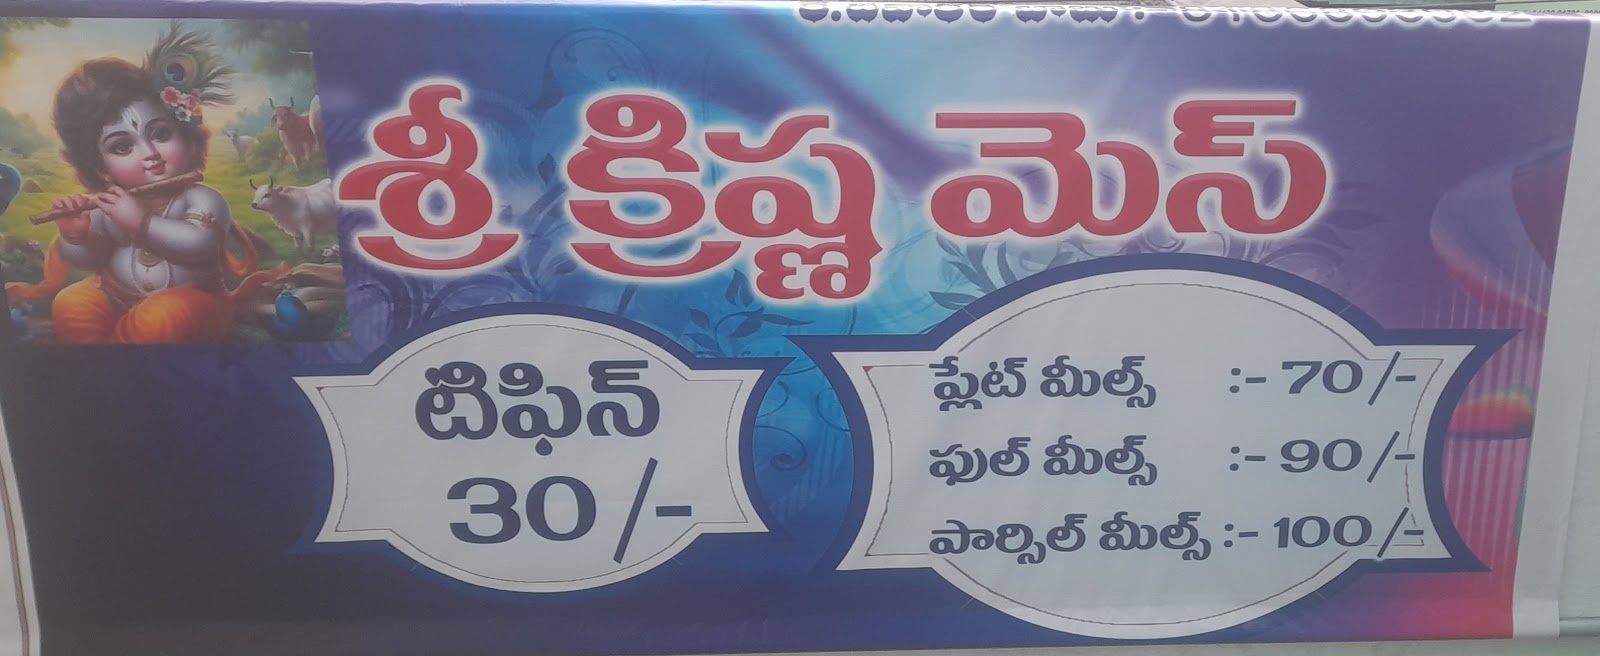 శ్రీ క్రిష్ణ మెస్
టిఫిన్
30/-
ప్లేట్ మీల్స్ :- 70/-
ఫుల్ మీల్స్ :- 90/-
పార్సిల్ మీల్స్ :- 100/-